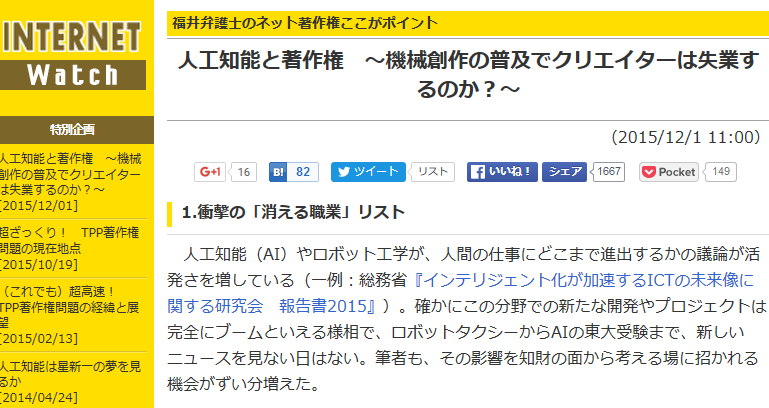 INTERNET
Watch
特別企画
人工知能と著作権 ～機械
創作の普及でクリエイター
は失業するのか？～
[2015/12/01]
超ざっくり！ TPP著作権
問題の現在地点
[2015/10/19]
（これでも）超高速！
TPP著作権問題の経緯と展
望
[2015/02/13]
人工知能は星新一の夢を見
るか
[2014/04/24]
福井弁護士のネット著作権ここがポイント
人工知能と著作権 ～機械創作の普及でクリエイターは失業す
るのか？～
（2015/12/1 11:00）
G+1 16 B! 82 ツイート リスト いいね！ シェア 1667 Pocket 149
1.衝撃の「消える職業」リスト
人工知能（AI）やロボット工学が、人間の仕事にどこまで進出するかの議論が活
発さを増している（一例：総務省『インテリジェント化が加速するICTの未来像に
関する研究会 報告書2015』）。確かにこの分野での新たな開発やプロジェクトは
完全にブームといえる様相で、ロボットタクシーからAIの東大受験まで、新しい
ニュースを見ない日はない。筆者も、その影響を知財の面から考える場に招かれる
機会がずい分増えた。